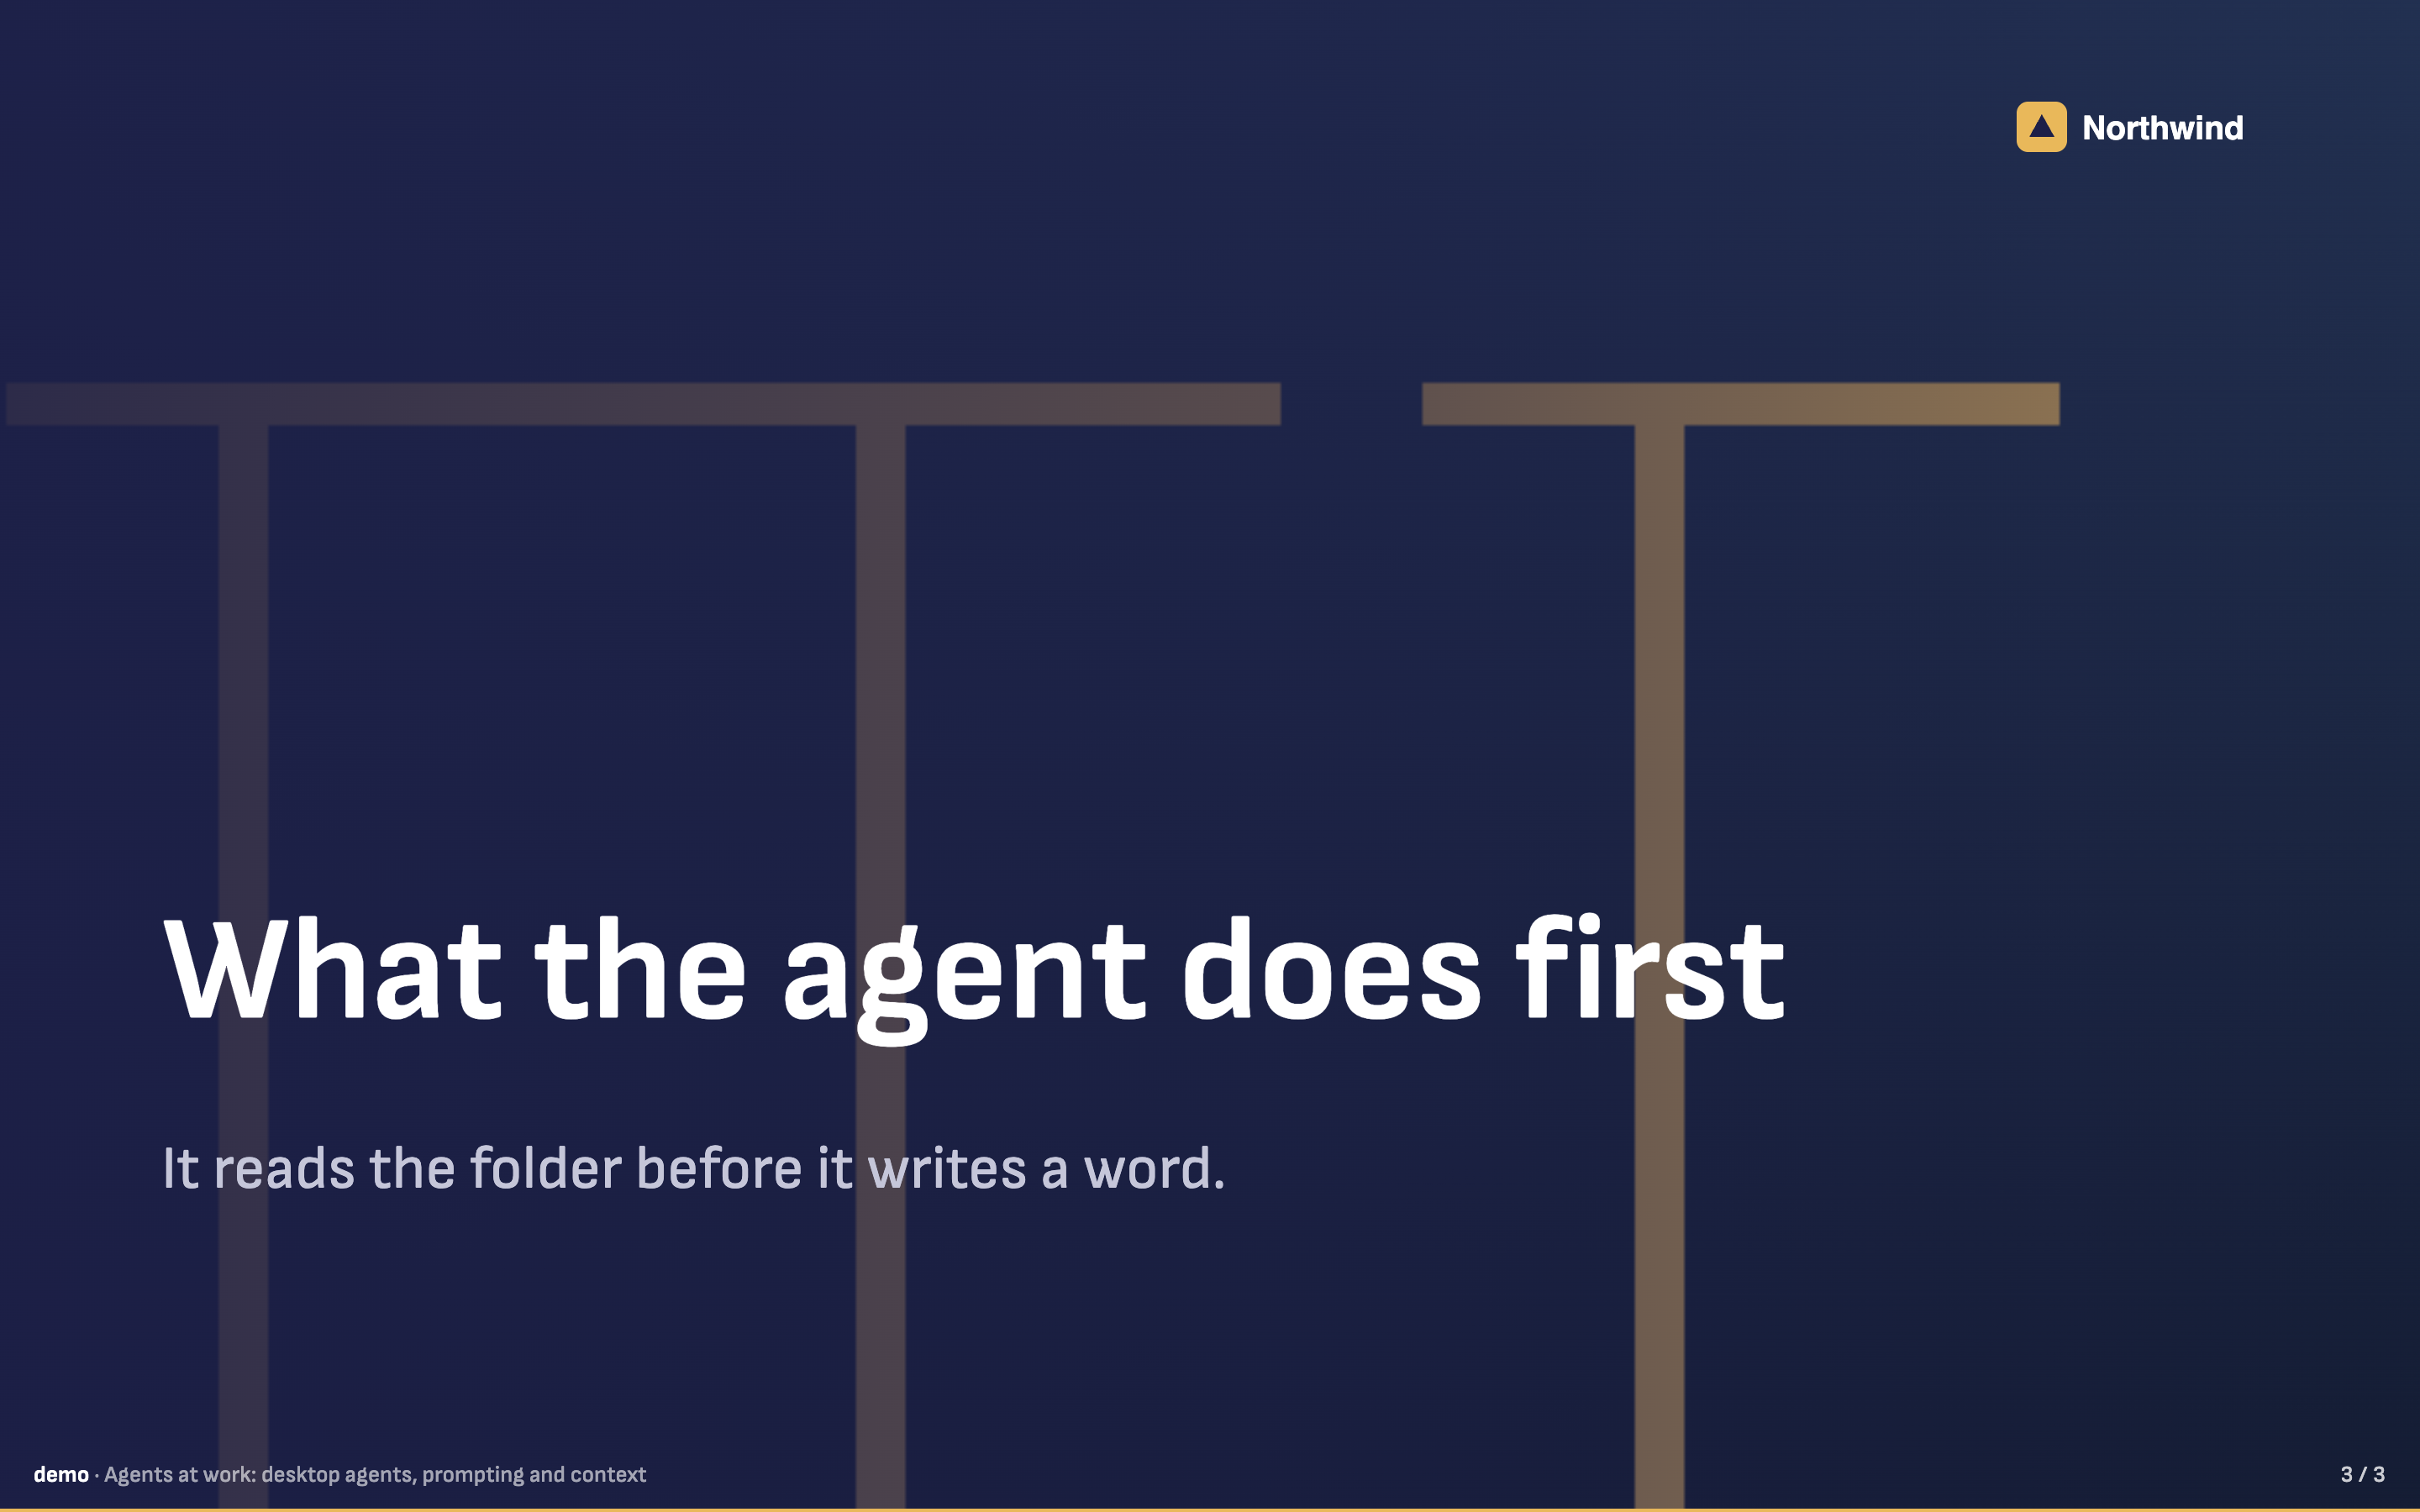 Northwind
What the agent does first
It reads the folder before it writes a word.
demo · Agents at work: desktop agents, prompting and context
3 / 3